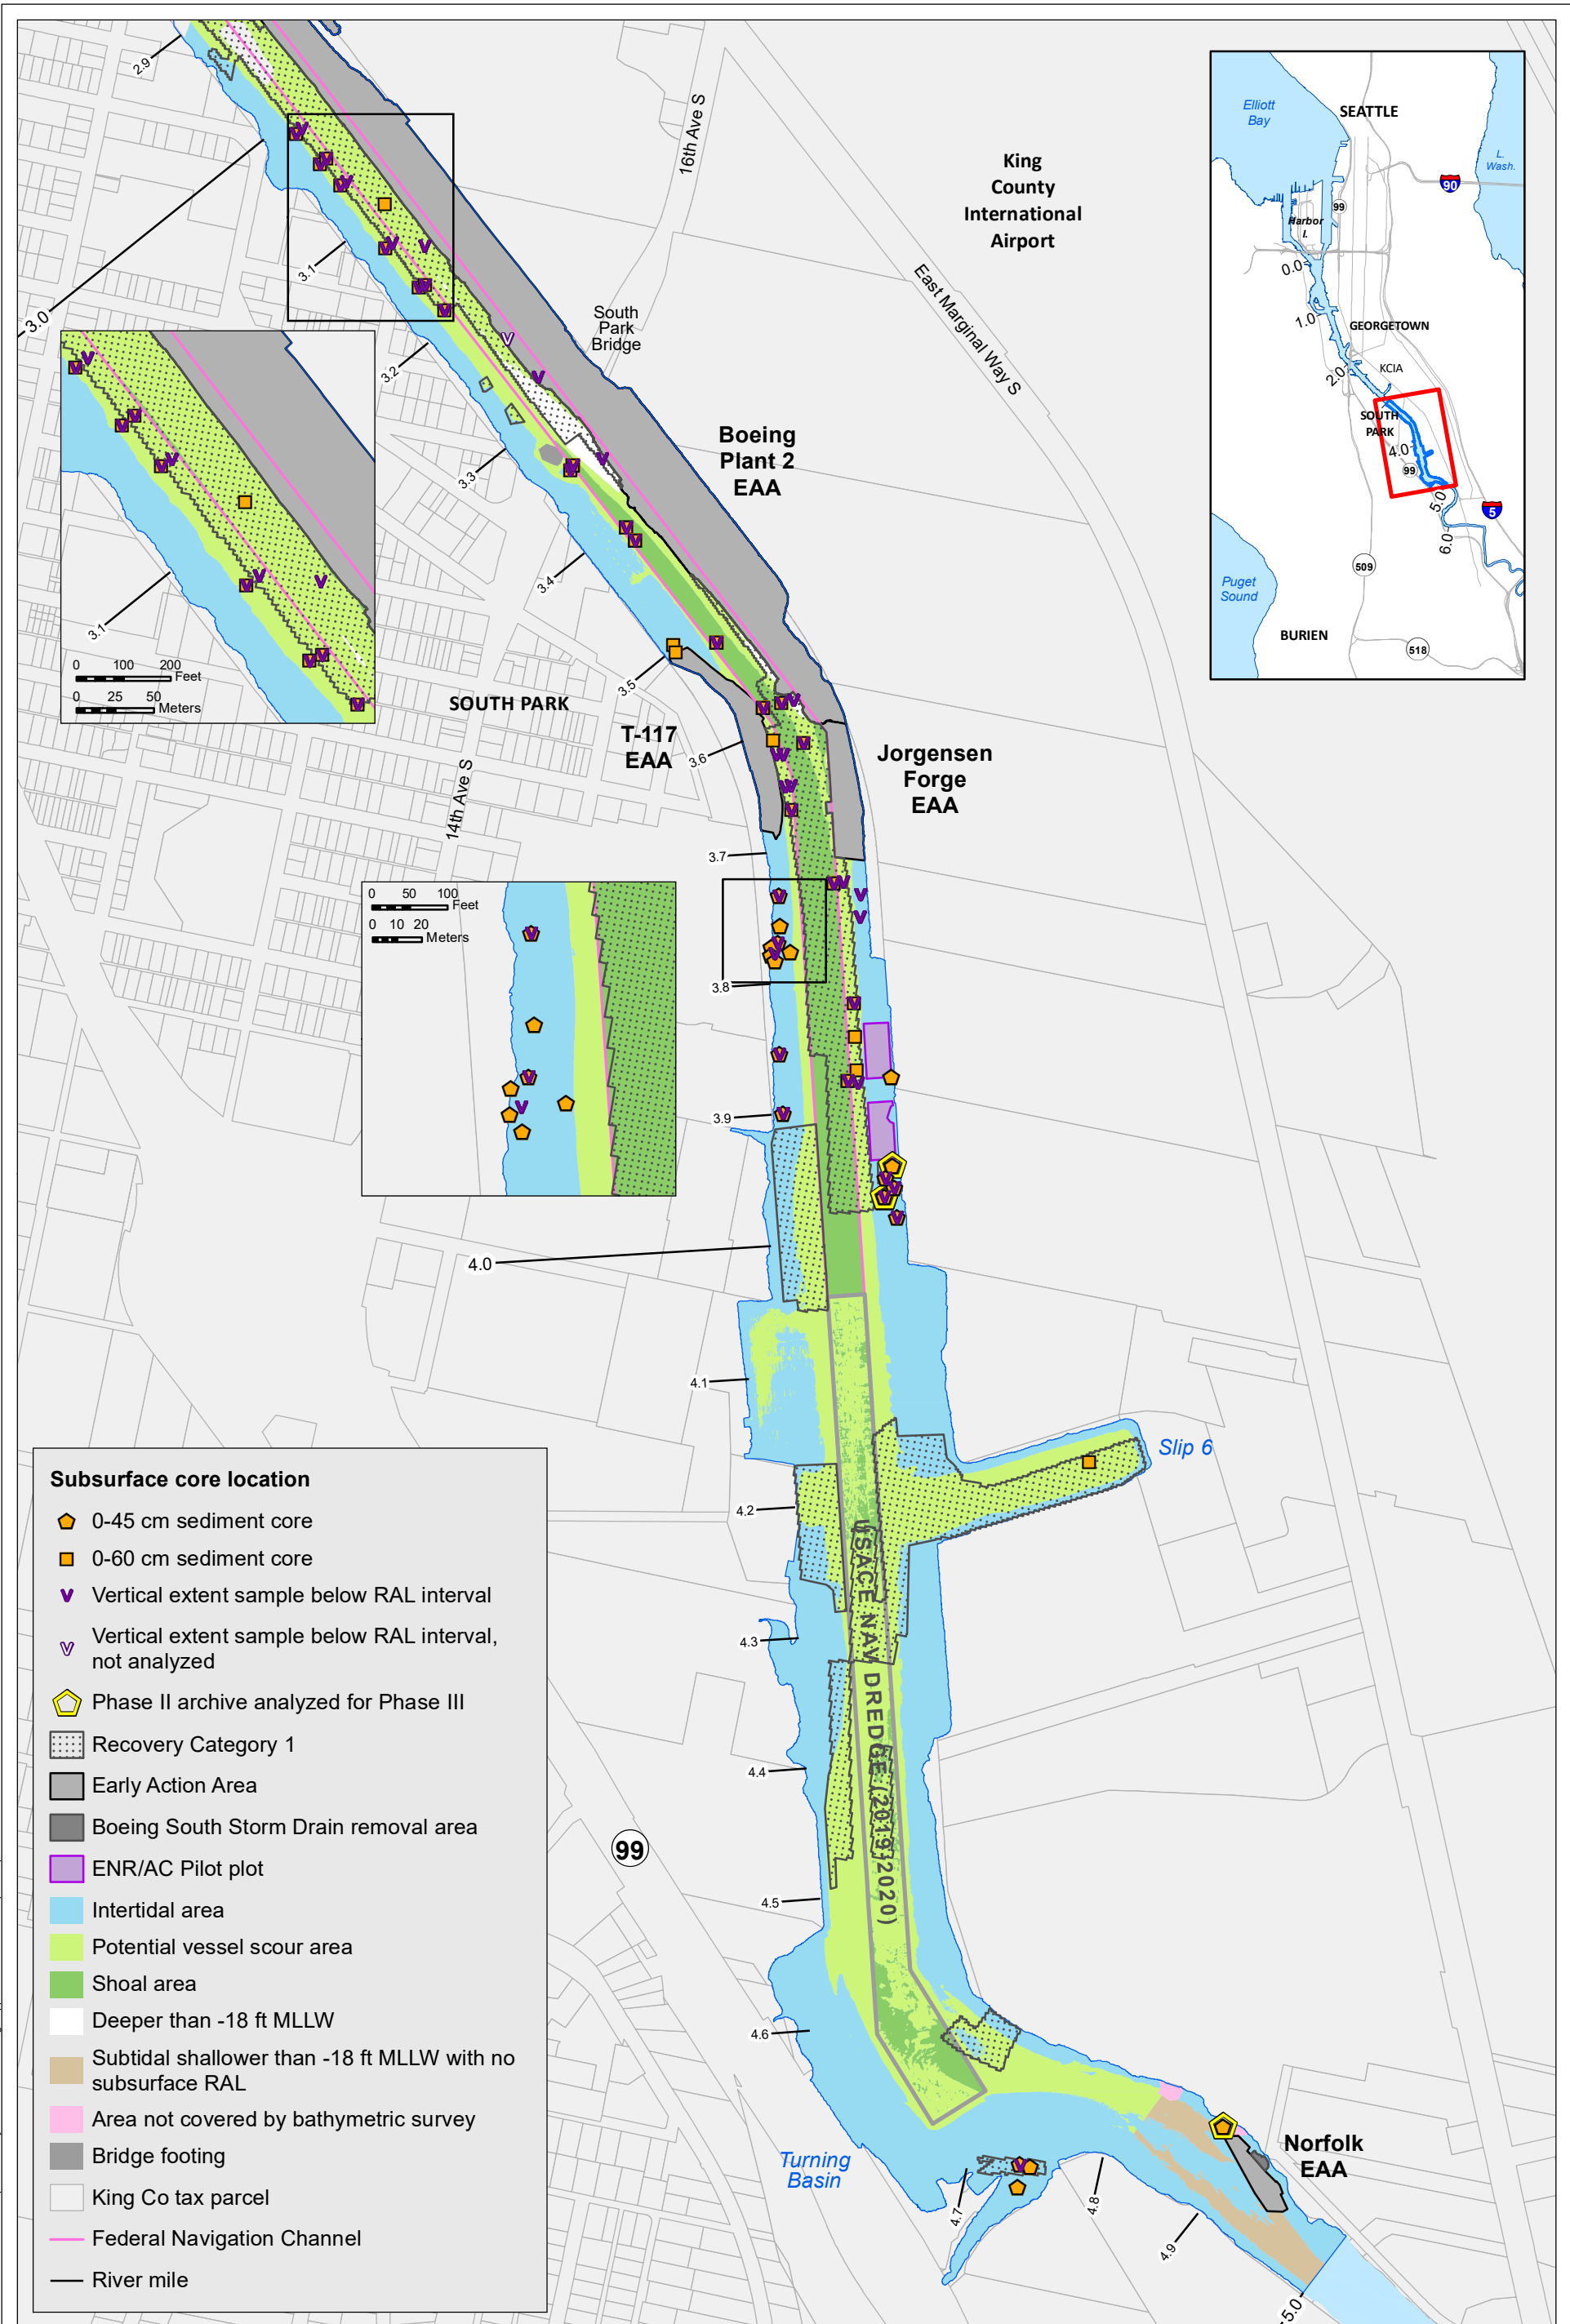 2.9
16th Ave S
King
County
International
Airport
East Marginal Way S
3.0
3.1
South
Park
Bridge
3.2
3.3
Boeing
Plant 2
EAA
3.4
3.5
SOUTH PARK
T-117
EAA
3.6
Jorgensen
Forge
EAA
14th Ave S
3.7
3.8
3.9
4.0
4.1
Slip 6
4.2
USACE NAV DREDGE (2019-2020)
4.3
4.4
99
4.5
4.6
Turning
Basin
4.7
4.8
4.9
Norfolk
EAA
5.0
3.1
0 100 200
Feet
0 25 50
Meters
0 50 100
Feet
0 10 20
Meters
Elliott
Bay
SEATTLE
L.
Wash.
90
99
Harbor
I.
0.0
1.0
GEORGETOWN
2.0
KCIA
SOUTH
PARK
4.0
99
5.0
5
6.0
509
Puget
Sound
BURIEN
518
Subsurface core location
0-45 cm sediment core
0-60 cm sediment core
Vertical extent sample below RAL interval
Vertical extent sample below RAL interval,
not analyzed
Phase II archive analyzed for Phase III
Recovery Category 1
Early Action Area
Boeing South Storm Drain removal area
ENR/AC Pilot plot
Intertidal area
Potential vessel scour area
Shoal area
Deeper than -18 ft MLLW
Subtidal shallower than -18 ft MLLW with no
subsurface RAL
Area not covered by bathymetric survey
Bridge footing
King Co tax parcel
Federal Navigation Channel
River mile